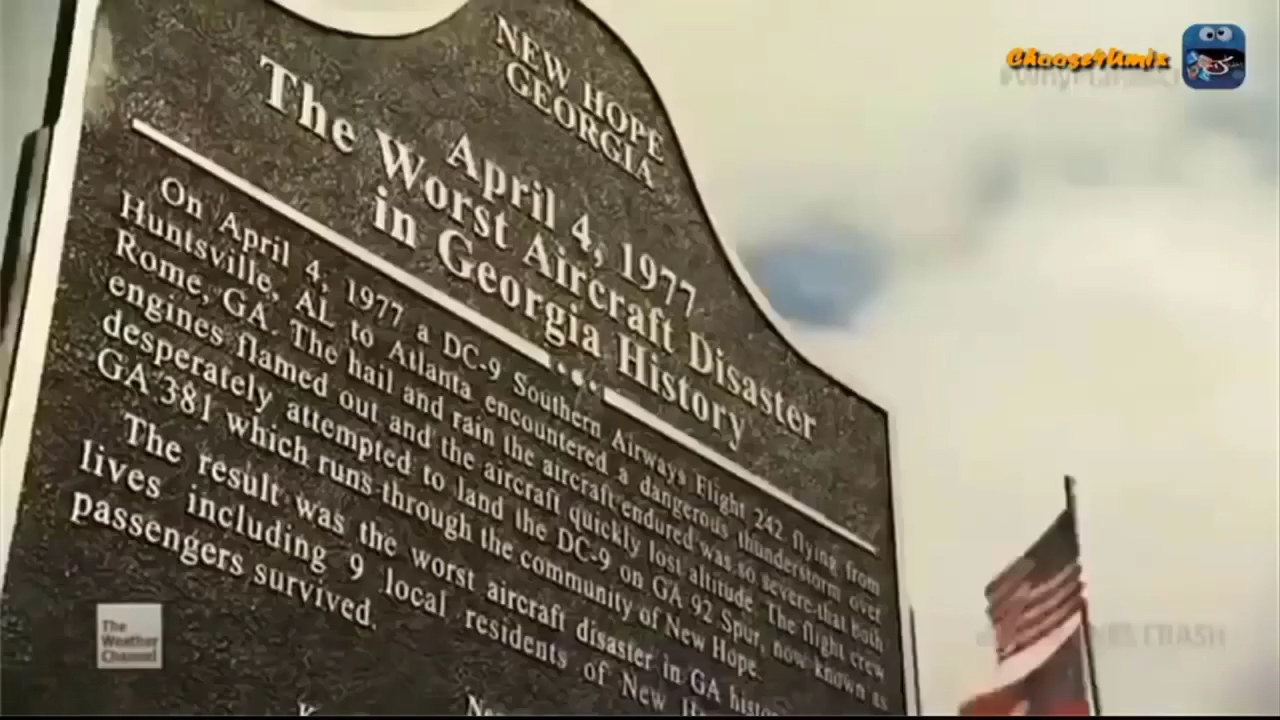 Choose4Umix
NEW HOPE
GEORGIA
April 4, 1977
The Worst Aircraft Disaster
in Georgia History
On April 4, 1977 a DC-9 Southern Airways Flight 242 flying from
Huntsville, AL to Atlanta encountered a dangerous thunderstorm over
Rome, GA. The hail and rain the aircraft endured was so severe that both
engines flamed out and the aircraft quickly lost altitude. The flight crew
desperately attempted to land the DC-9 on GA 92 Spur, now known as
GA 381 which runs through the community of New Hope.
The result was the worst aircraft disaster in GA histo
lives including 9 local residents of New H
passengers survived.
The
Weather
Channel
CRASH